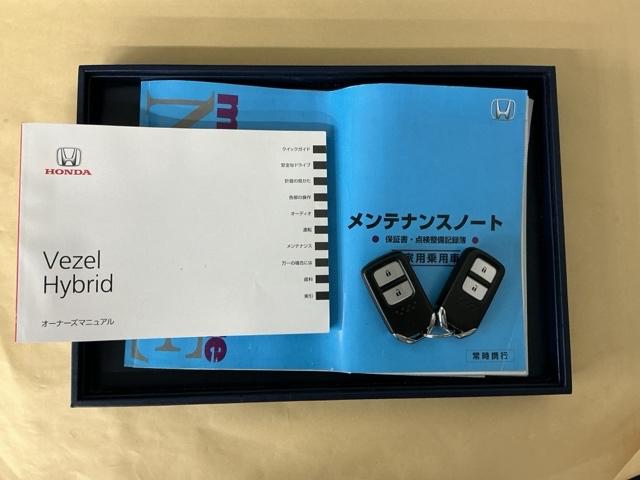 HONDA
Vezel
Hybrid
オーナーズマニュアル
クイックガイド
安全なドライブ
計器の見かた
各部の操作
オーディオ
運転
メンテナンス
万一の場合には
資料
索引
メンテナンスノート
保証書・点検整備記録簿
家用乗用車
常時携行